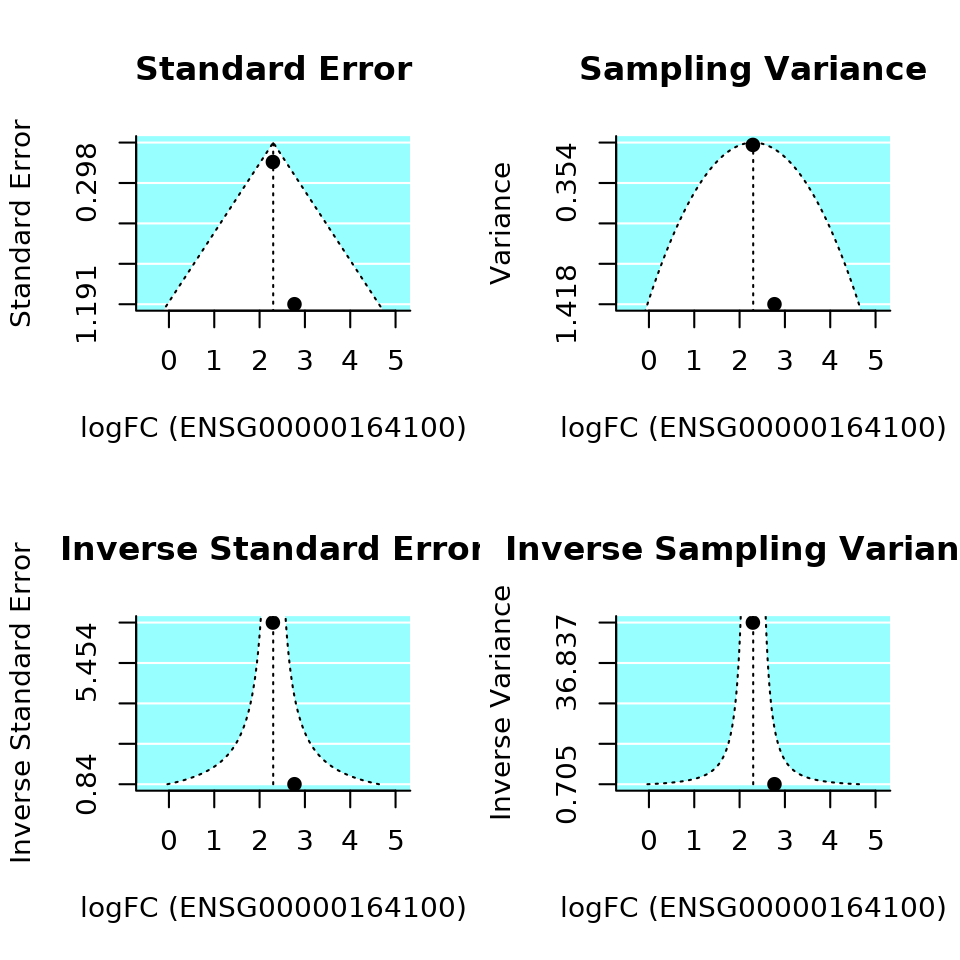 Standard Error
Standard Error
0.298
1.191
0 1 2 3 4 5
logFC (ENSG00000164100)
Sampling Variance
Variance
0.354
1.418
0 1 2 3 4 5
logFC (ENSG00000164100)
Inverse Standard Error
Inverse Standard Error
5.454
0.84
0 1 2 3 4 5
logFC (ENSG00000164100)
Inverse Sampling Varian
Inverse Variance
36.837
0.705
0 1 2 3 4 5
logFC (ENSG00000164100)